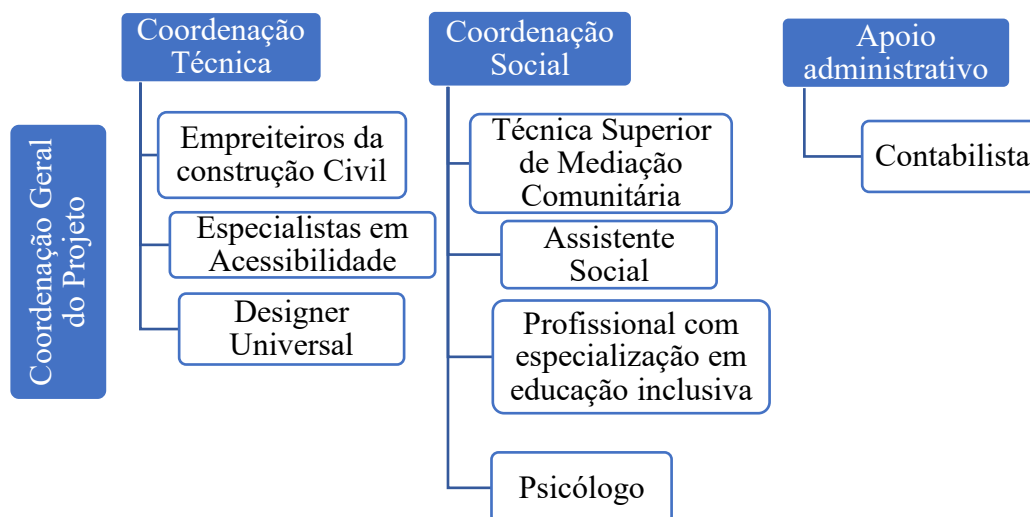 Coordenação Geral
do Projeto
Coordenação
Técnica
Empreiteiros da
construção Civil
Especialistas em
Acessibilidade
Designer
Universal
Coordenação
Social
Técnica Superior
de Mediação
Comunitária
Assistente
Social
Profissional com
especialização em
educação inclusiva
Psicólogo
Apoio
administrativo
Contabilista